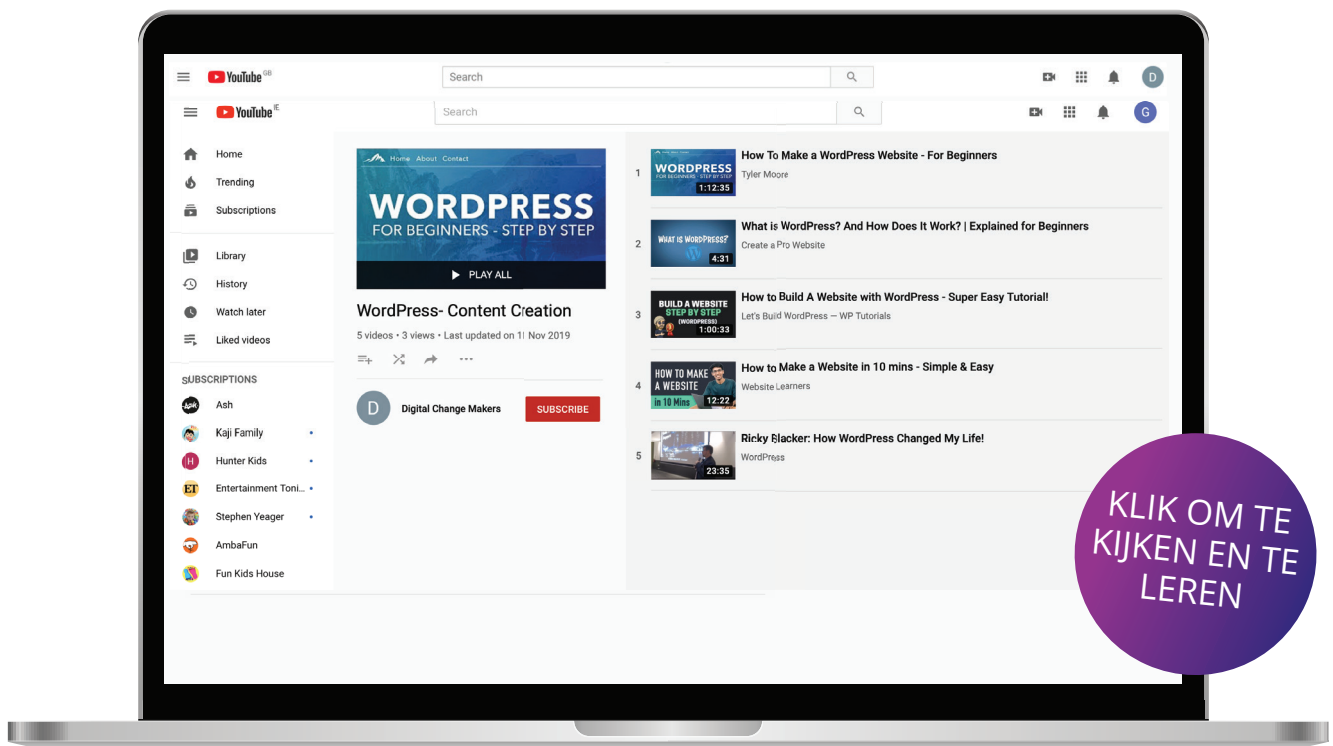 YouTube GB
Search
D
YouTube IE
Search
G
Home
Trending
Subscriptions
Library
History
Watch later
Liked videos
SUBSCRIPTIONS
Ash
Kaji Family
H
Hunter Kids
ET
Entertainment Toni...
Stephen Yeager
AmbaFun
Fun Kids House
Home About Contact
WORDPRESS
FOR BEGINNERS - STEP BY STEP
PLAY ALL
WordPress- Content Creation
5 videos • 3 views • Last updated on 11 Nov 2019
D
Digital Change Makers
SUBSCRIBE
1
WORDPRESS
FOR BEGINNERS - STEP BY STEP
1:12:35
How To Make a WordPress Website - For Beginners
Tyler Moore
2
WHAT IS WORDPRESS?
4:31
What is WordPress? And How Does It Work? | Explained for Beginners
Create a Pro Website
3
BUILD A WEBSITE
STEP BY STEP
(WORDPRESS)
1:00:33
How to Build A Website with WordPress - Super Easy Tutorial!
Let's Build WordPress — WP Tutorials
4
HOW TO MAKE
A WEBSITE
in 10 Mins
12:22
How to Make a Website in 10 mins - Simple & Easy
Website Learners
5
23:35
Ricky Blacker: How WordPress Changed My Life!
WordPress
KLIK OM TE
KIJKEN EN TE
LEREN